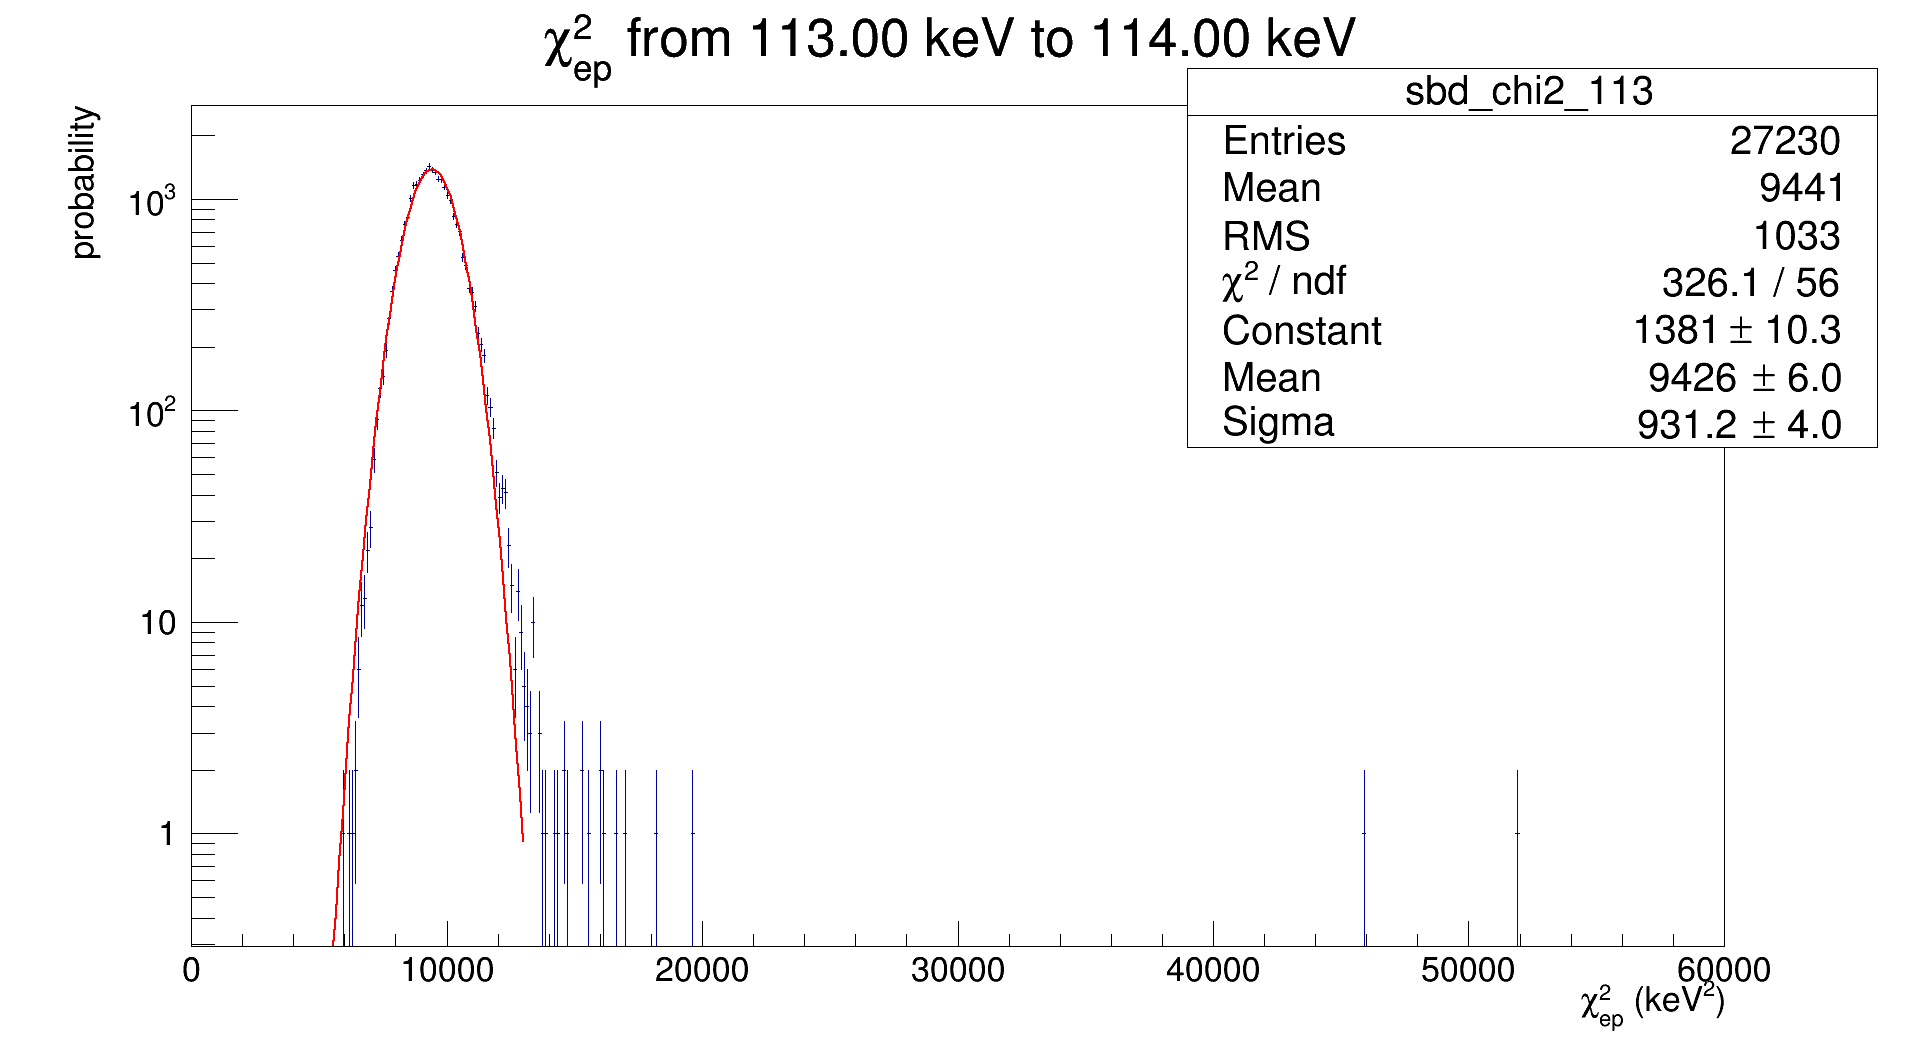 χ²ep from 113.00 keV to 114.00 keV
probability
sbd_chi2_113
Entries 27230
Mean 9441
RMS 1033
χ² / ndf 326.1 / 56
Constant 1381 ± 10.3
Mean 9426 ± 6.0
Sigma 931.2 ± 4.0
10³
10²
10
1
0 10000 20000 30000 40000 50000 60000
χ²ep (keV²)